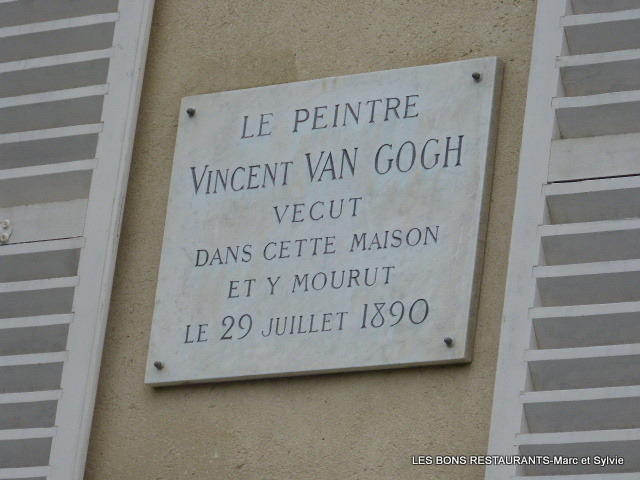 LE PEINTRE
VINCENT VAN GOGH
VECUT
DANS CETTE MAISON
ET Y MOURUT
LE 29 JUILLET 1890
LES BONS RESTAURANTS-Marc et Sylvie